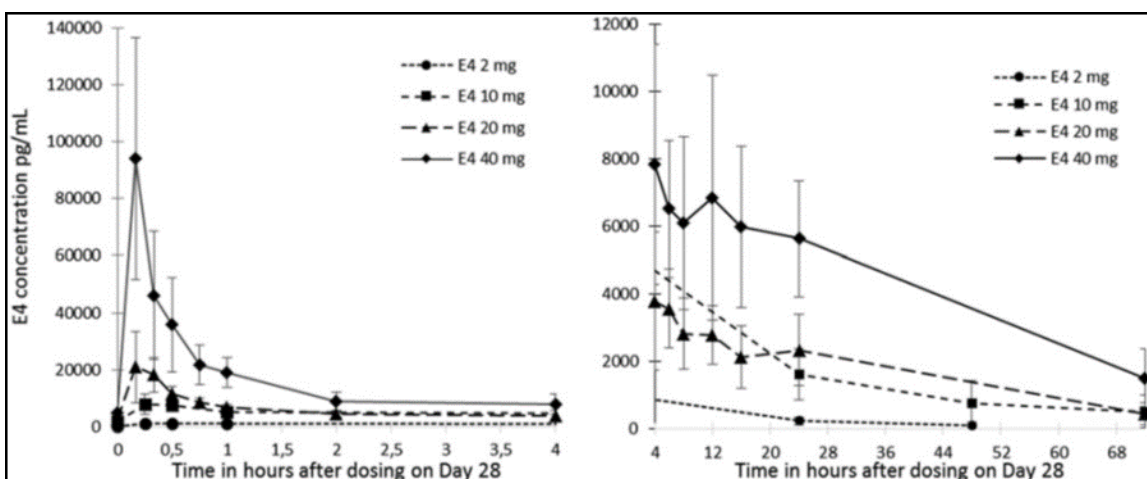 E4 concentration pg/mL
140000
120000
100000
80000
60000
40000
20000
0
E4 2 mg
E4 10 mg
E4 20 mg
E4 40 mg
0 0,5 1 1,5 2 2,5 3 3,5 4
Time in hours after dosing on Day 28
12000
10000
8000
6000
4000
2000
0
E4 2 mg
E4 10 mg
E4 20 mg
E4 40 mg
4 12 20 28 36 44 52 60 68
Time in hours after dosing on Day 28